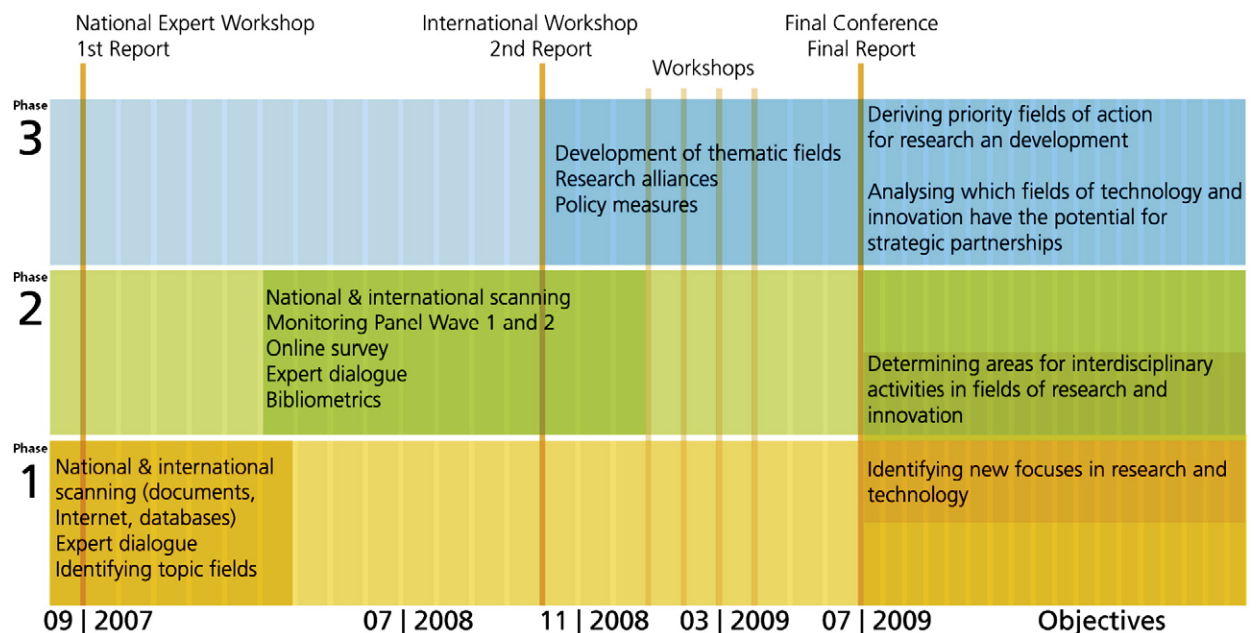 National Expert Workshop
1st Report
International Workshop
2nd Report
Workshops
Final Conference
Final Report
Phase
3
Development of thematic fields
Research alliances
Policy measures
Deriving priority fields of action
for research an development
Analysing which fields of technology and
innovation have the potential for
strategic partnerships
Phase
2
National & international scanning
Monitoring Panel Wave 1 and 2
Online survey
Expert dialogue
Bibliometrics
Determining areas for interdisciplinary
activities in fields of research and
innovation
Phase
1
National & international
scanning (documents,
Internet, databases)
Expert dialogue
Identifying topic fields
Identifying new focuses in research and
technology
09 | 2007
07 | 2008
11 | 2008
03 | 2009
07 | 2009
Objectives